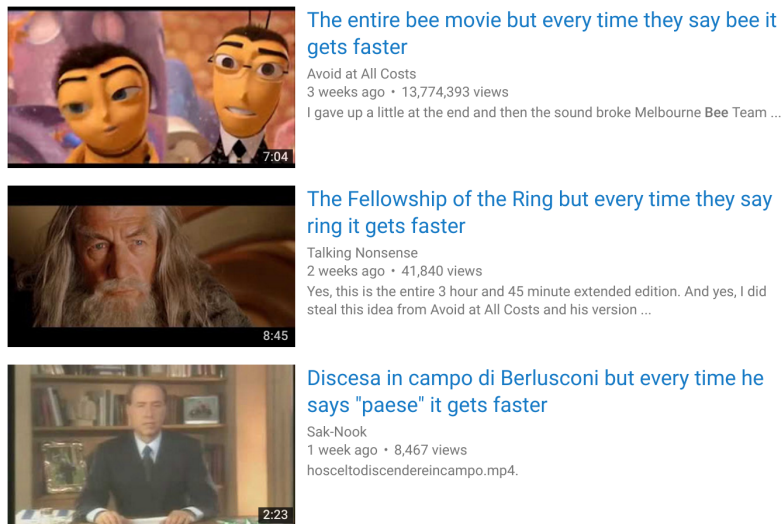 The entire bee movie but every time they say bee it
gets faster
Avoid at All Costs
3 weeks ago • 13,774,393 views
I gave up a little at the end and then the sound broke Melbourne Bee Team ...
7:04
The Fellowship of the Ring but every time they say
ring it gets faster
Talking Nonsense
2 weeks ago • 41,840 views
Yes, this is the entire 3 hour and 45 minute extended edition. And yes, I did
steal this idea from Avoid at All Costs and his version ...
8:45
Discesa in campo di Berlusconi but every time he
says "paese" it gets faster
Sak-Nook
1 week ago • 8,467 views
hosceltodiscendereincampo.mp4.
2:23